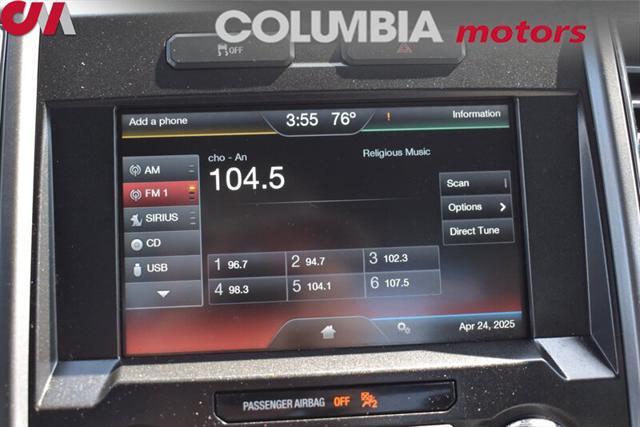 CM COLUMBIA motors
OFF
Add a phone 3:55 76° ! Information
cho - An Religious Music
104.5
AM
FM 1
SIRIUS
CD
USB
Scan
Options >
Direct Tune
1 96.7 2 94.7 3 102.3
4 98.3 5 104.1 6 107.5
Apr 24, 2025
PASSENGER AIRBAG OFF 2